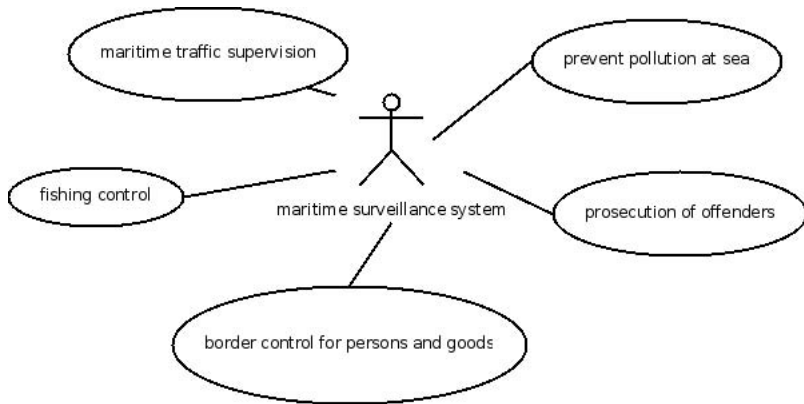 maritime traffic supervision
prevent pollution at sea
fishing control
maritime surveillance system
prosecution of offenders
border control for persons and goods